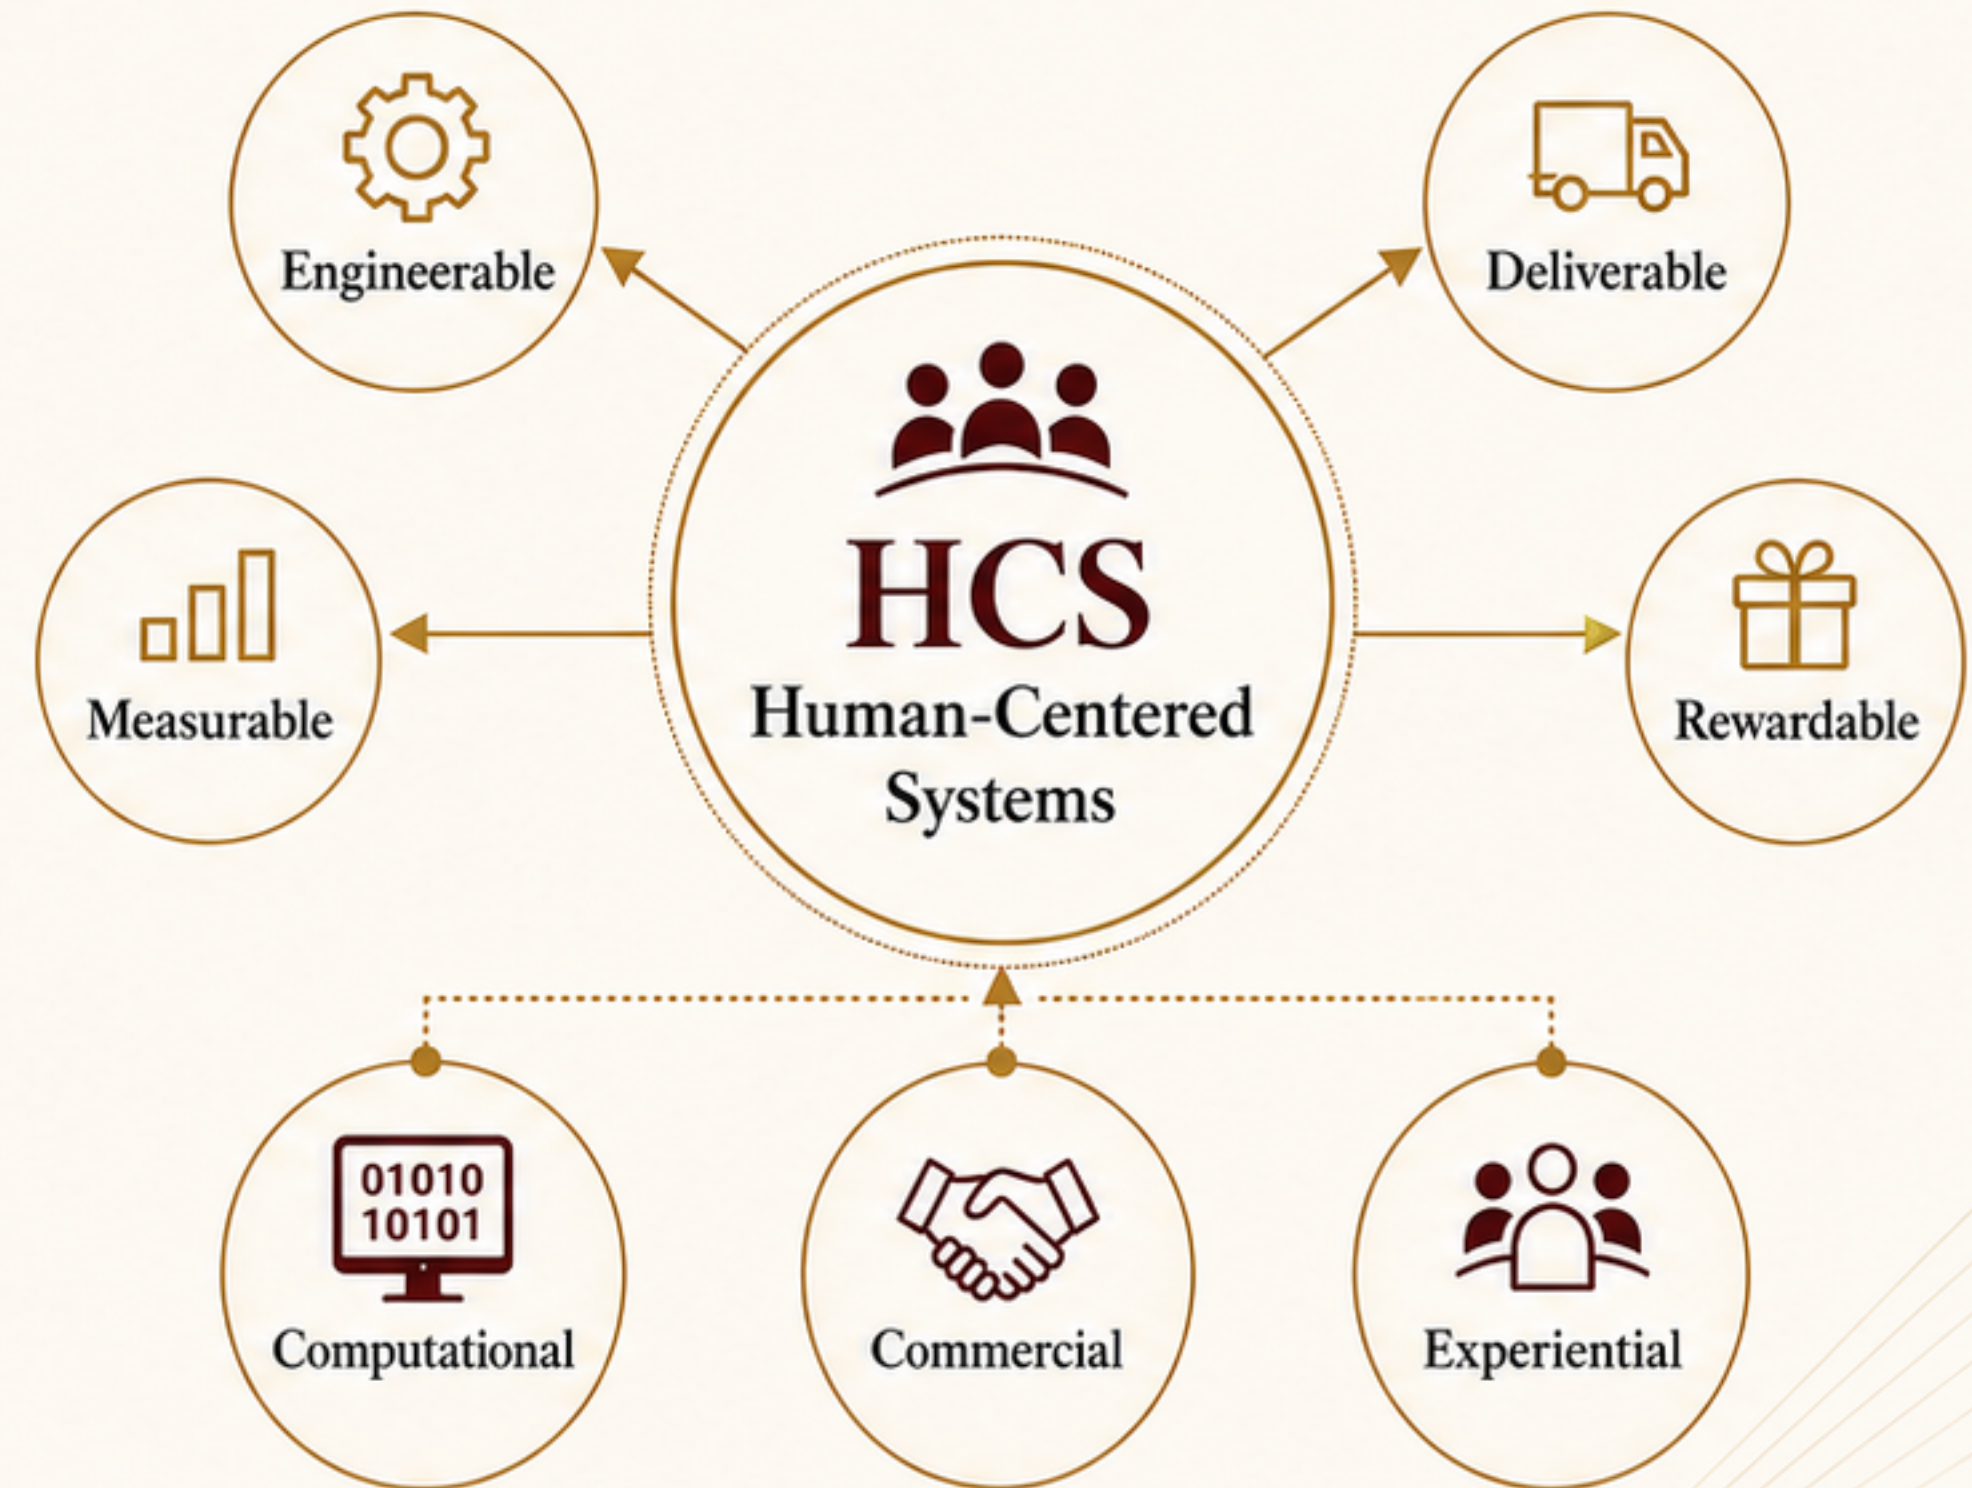 Engineerable
Deliverable
Measurable
HCS
Human-Centered
Systems
Rewardable
01010
10101
Computational
Commercial
Experiential